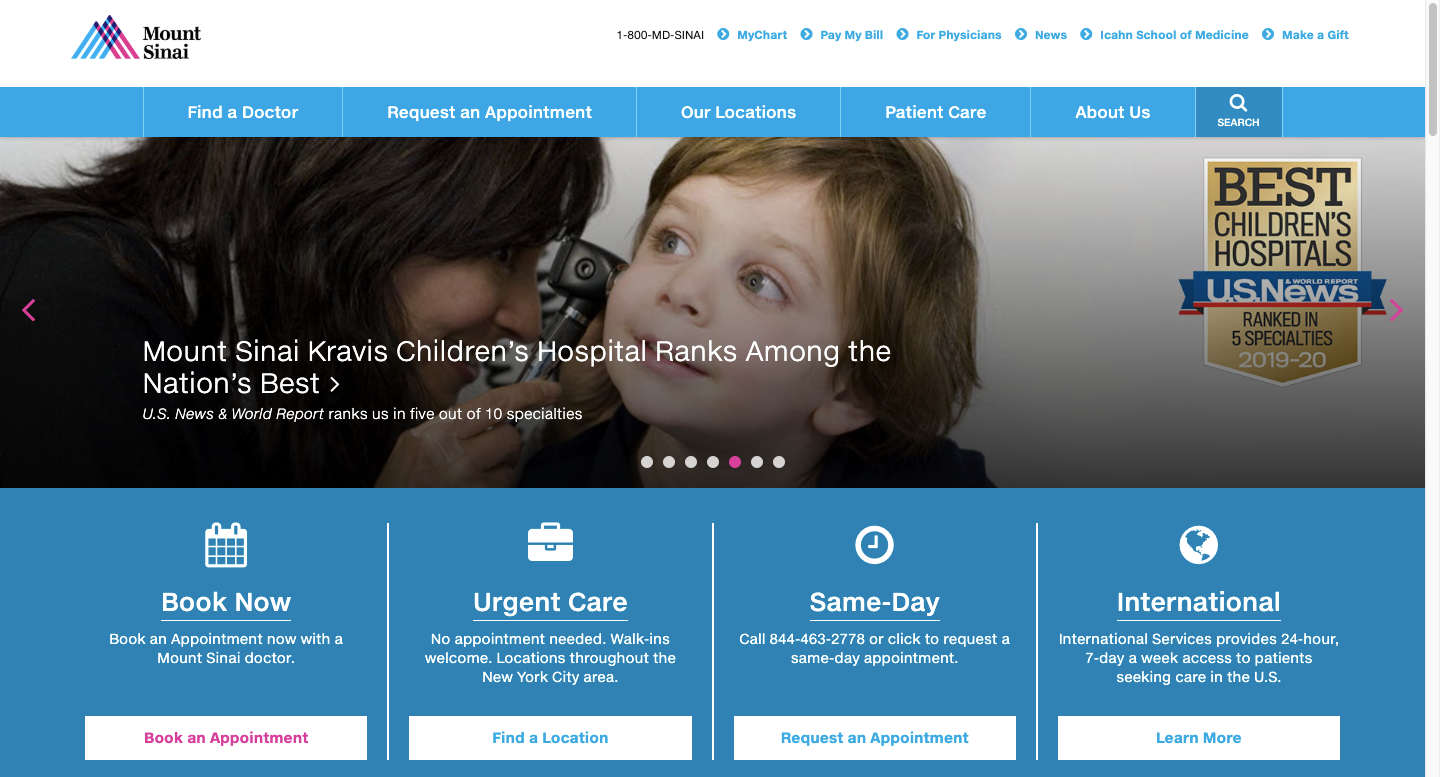 Mount
Sinai
1-800-MD-SINAI MyChart Pay My Bill For Physicians News Icahn School of Medicine Make a Gift
Find a Doctor Request an Appointment Our Locations Patient Care About Us SEARCH
BEST
CHILDREN'S
HOSPITALS
U.S.News & WORLD REPORT
RANKED IN
5 SPECIALTIES
2019-20
Mount Sinai Kravis Children's Hospital Ranks Among the
Nation's Best
U.S. News & World Report ranks us in five out of 10 specialties
Book Now
Book an Appointment now with a
Mount Sinai doctor.
Book an Appointment
Urgent Care
No appointment needed. Walk-ins
welcome. Locations throughout the
New York City area.
Find a Location
Same-Day
Call 844-463-2778 or click to request a
same-day appointment.
Request an Appointment
International
International Services provides 24-hour,
7-day a week access to patients
seeking care in the U.S.
Learn More